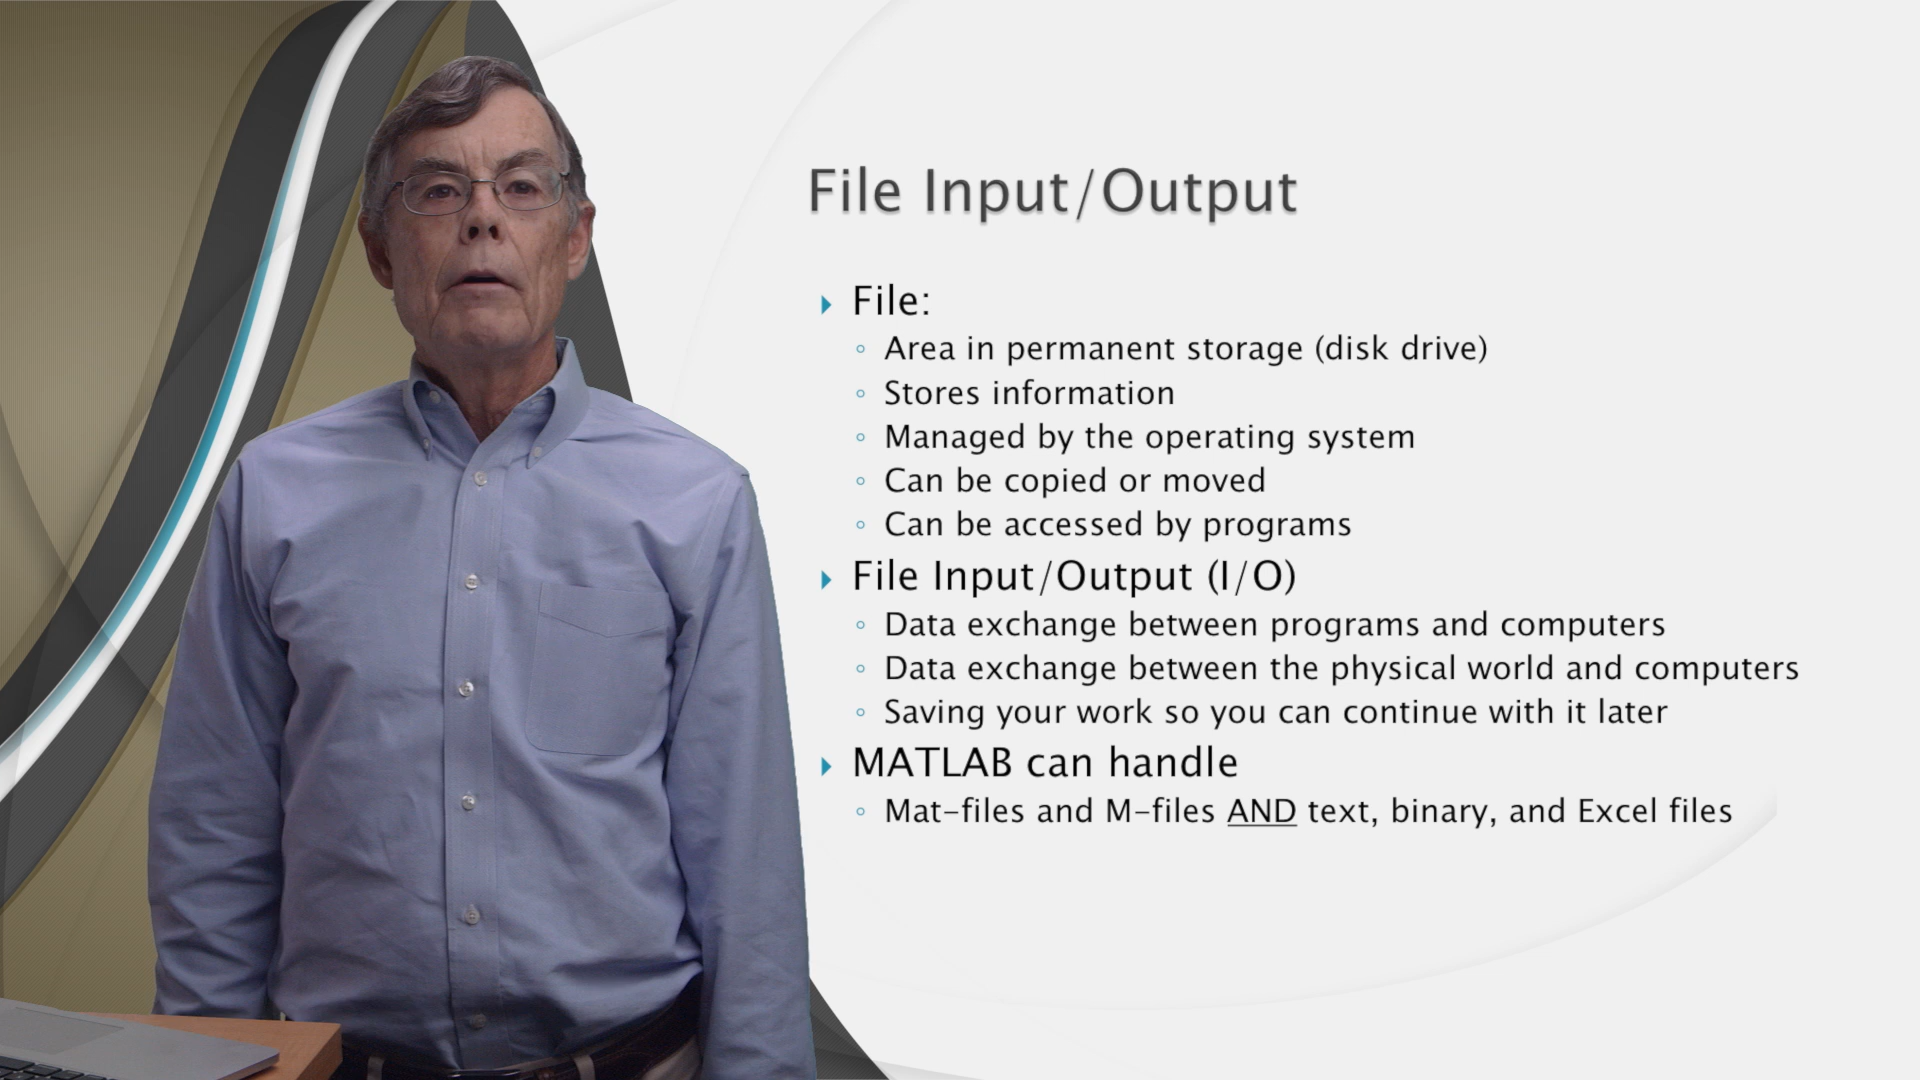 File Input/Output
File:
Area in permanent storage (disk drive)
Stores information
Managed by the operating system
Can be copied or moved
Can be accessed by programs
File Input/Output (I/O)
Data exchange between programs and computers
Data exchange between the physical world and computers
Saving your work so you can continue with it later
MATLAB can handle
Mat-files and M-files AND text, binary, and Excel files